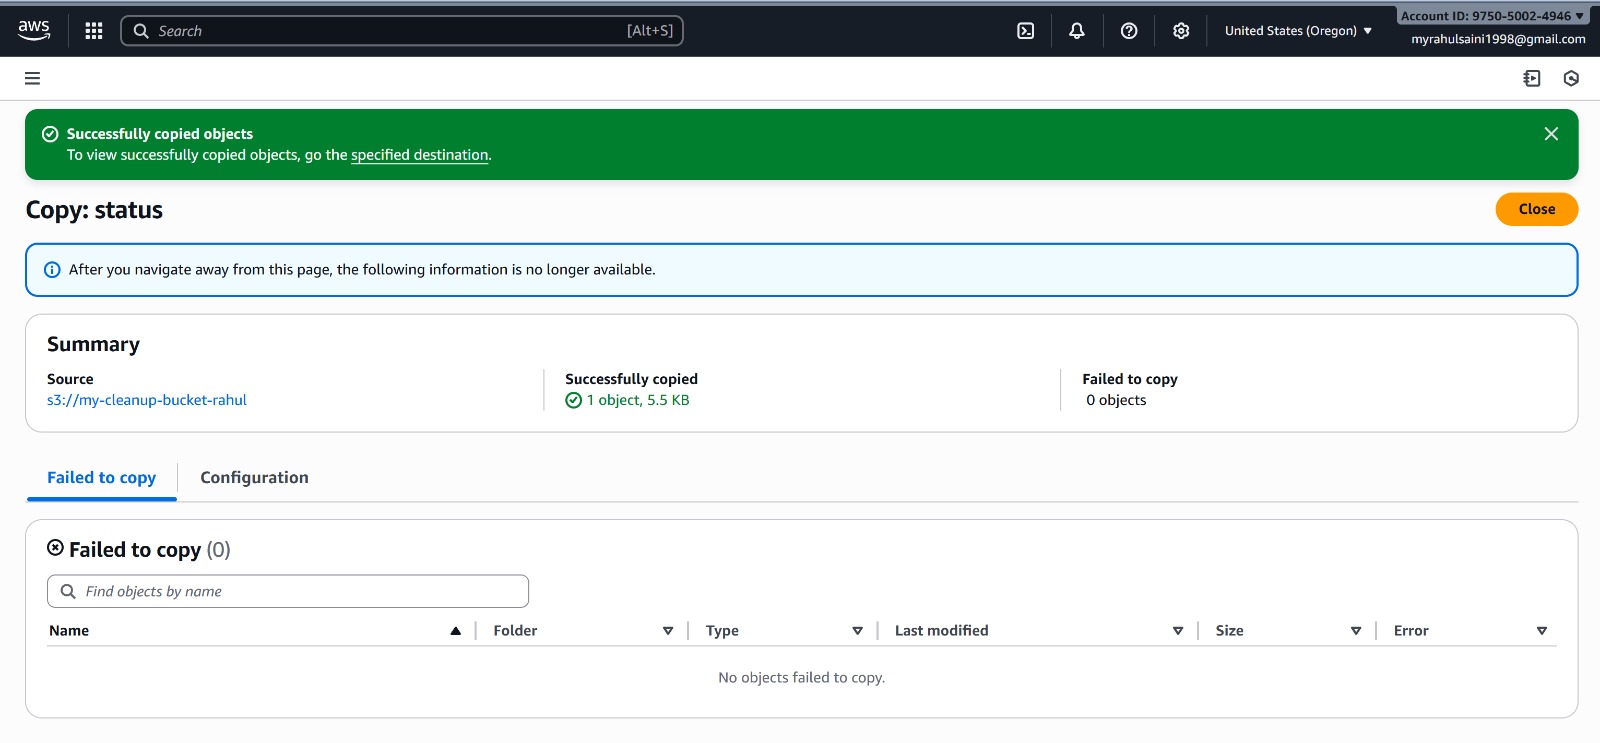 aws
Search
[Alt+S]
United States (Oregon)
Account ID: 9750-5002-4946
myrahulsaini1998@gmail.com
Successfully copied objects
To view successfully copied objects, go the specified destination.
Copy: status
Close
After you navigate away from this page, the following information is no longer available.
Summary
Source
s3://my-cleanup-bucket-rahul
Successfully copied
1 object, 5.5 KB
Failed to copy
0 objects
Failed to copy
Configuration
Failed to copy (0)
Find objects by name
Name
Folder
Type
Last modified
Size
Error
No objects failed to copy.